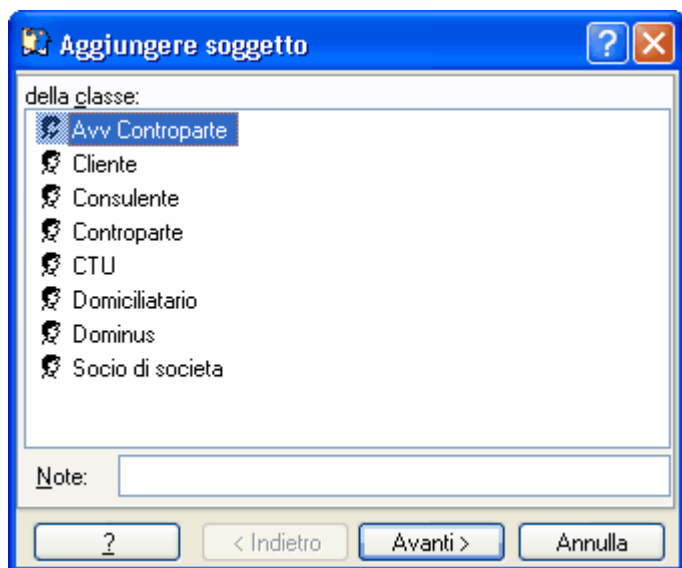 Aggiungere soggetto
?
della classe:
Avv Controparte
Cliente
Consulente
Controparte
CTU
Domiciliatario
Dominus
Socio di societa
Note:
? < Indietro Avanti > Annulla